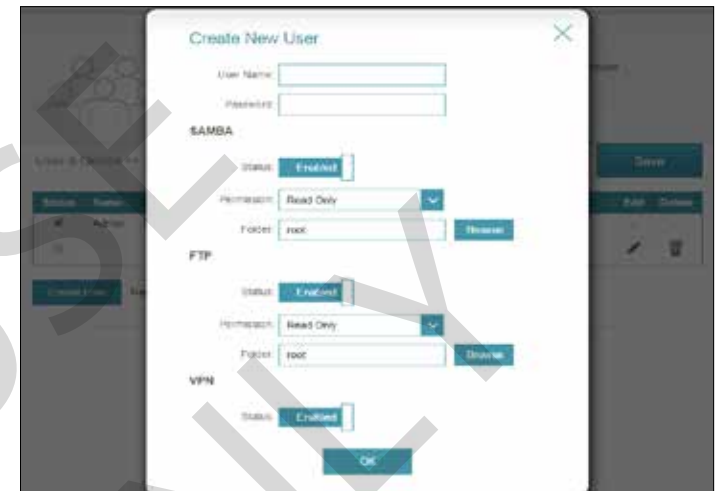 Create New User
User Name:
Password:
SAMBA
Status: Enabled
Permission: Read Only
Folder: root Browse
FTP
Status: Enabled
Permission: Read Only
Folder: root Browse
VPN
Status: Enabled
OK
Save
Status Name Edit Delete
Admin